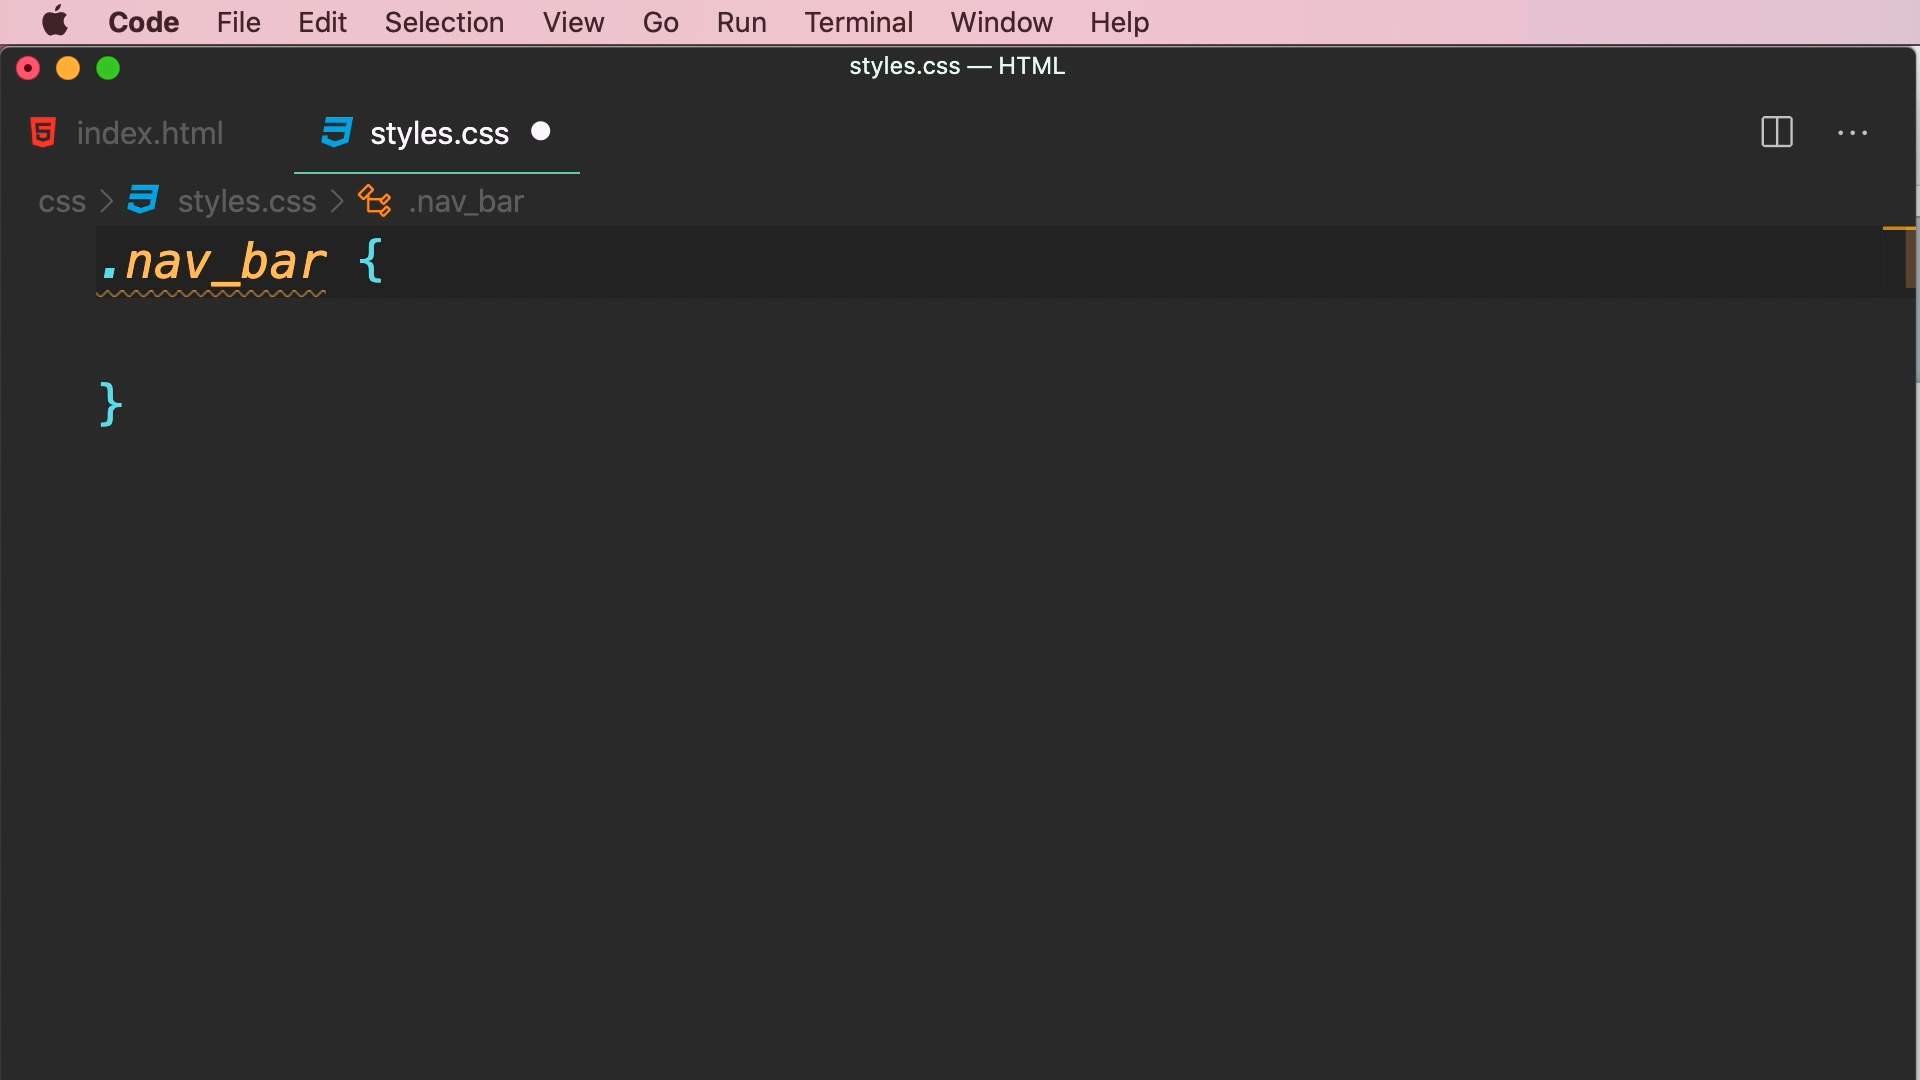 Code File Edit Selection View Go Run Terminal Window Help
styles.css — HTML
index.html styles.css
css > styles.css > .nav_bar
.nav_bar {
}